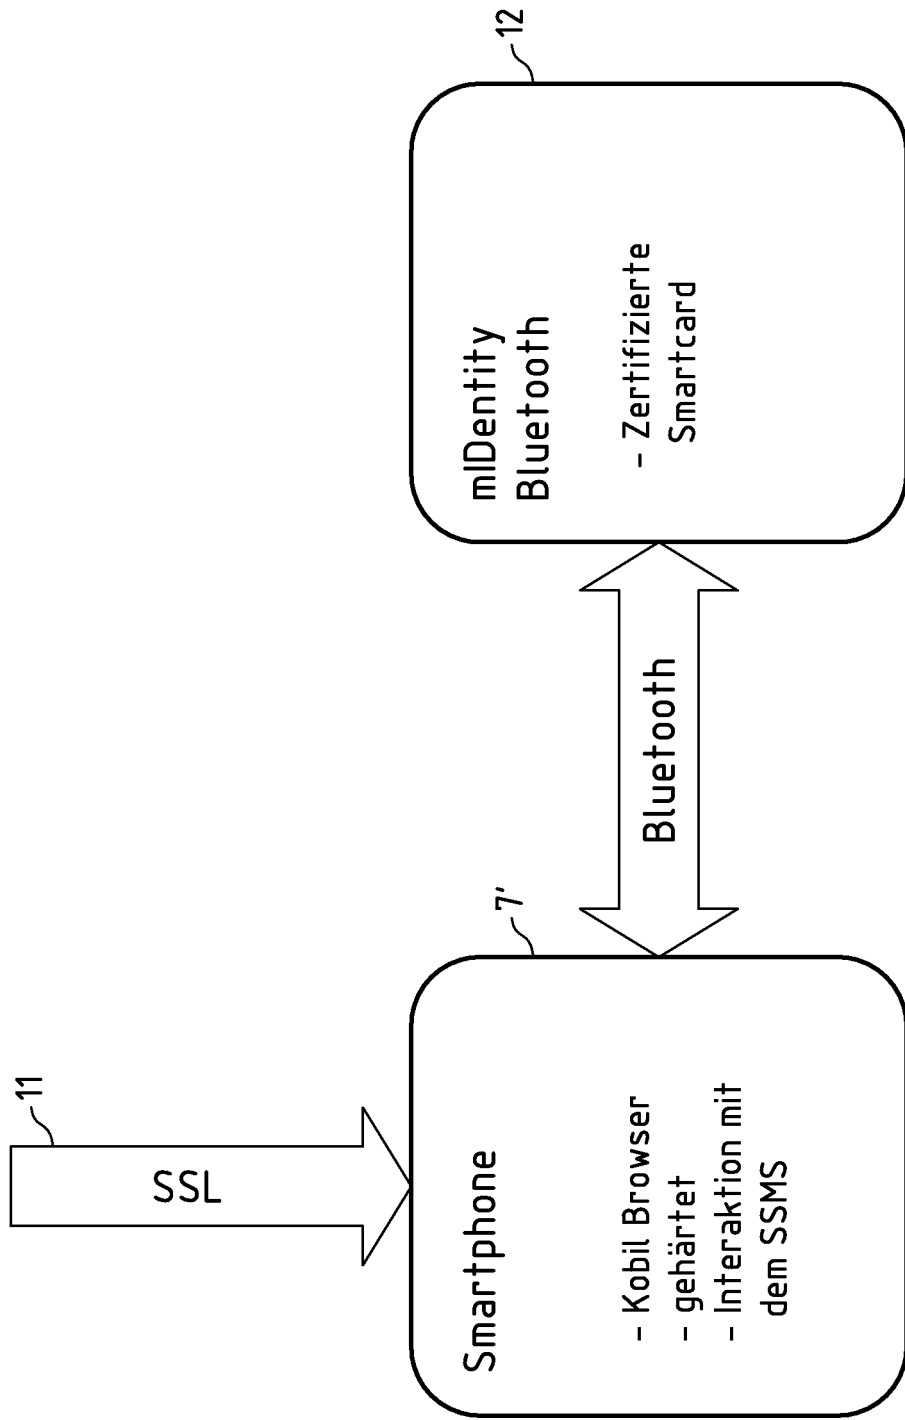 11
SSL
7'
Smartphone
- Kobil Browser
- gehärtet
- Interaktion mit
dem SSMS
Bluetooth
12
mIDentity
Bluetooth
- Zertifizierte
Smartcard